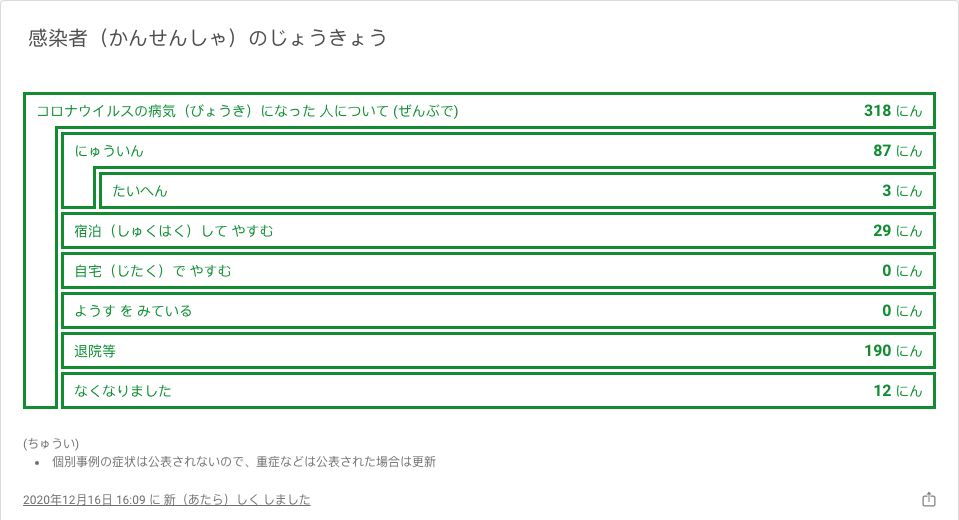 感染者（かんせんしゃ）のじょうきょう
コロナウイルスの病気（びょうき）になった 人について (ぜんぶで) 318 にん
にゅういん 87 にん
たいへん 3 にん
宿泊（しゅくはく）して やすむ 29 にん
自宅（じたく）で やすむ 0 にん
ようす を みている 0 にん
退院等 190 にん
なくなりました 12 にん
(ちゅうい)
• 個別事例の症状は公表されないので、重症などは公表された場合は更新
2020年12月16日 16:09 に 新（あたら）しく しました